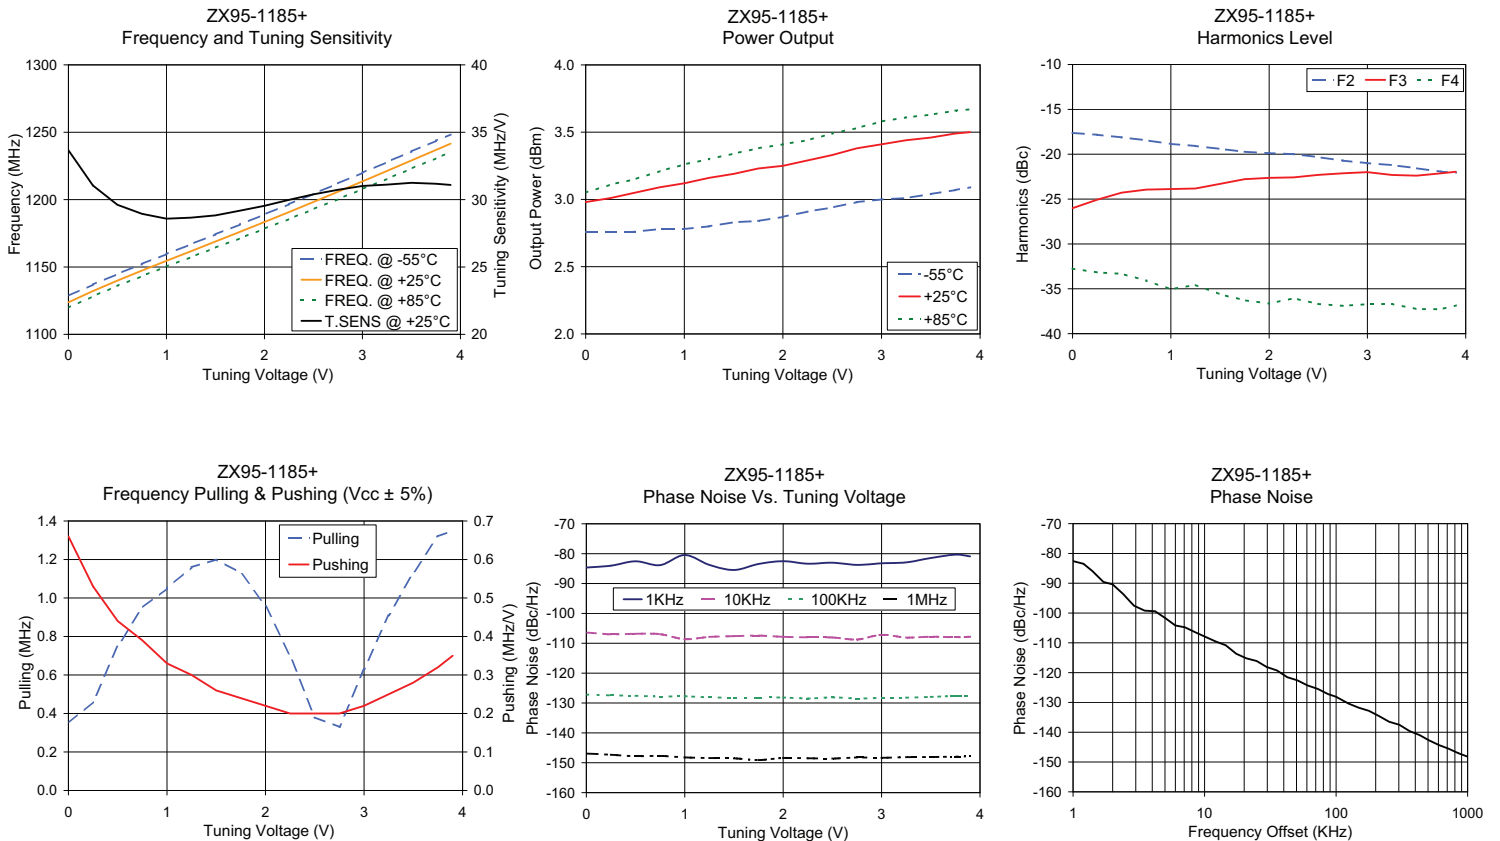 ZX95-1185+
Frequency and Tuning Sensitivity
1300
1250
1200
1150
1100
40
35
30
25
20
Frequency (MHz)
Tuning Sensitivity (MHz/V)
FREQ. @ -55°C
FREQ. @ +25°C
FREQ. @ +85°C
T.SENS @ +25°C
0 1 2 3 4
Tuning Voltage (V)
ZX95-1185+
Power Output
4.0
3.5
3.0
2.5
2.0
Output Power (dBm)
-55°C
+25°C
+85°C
0 1 2 3 4
Tuning Voltage (V)
ZX95-1185+
Harmonics Level
-10
-15
-20
-25
-30
-35
-40
Harmonics (dBc)
F2 F3 F4
0 1 2 3 4
Tuning Voltage (V)
ZX95-1185+
Frequency Pulling & Pushing (Vcc ± 5%)
1.4
1.2
1.0
0.8
0.6
0.4
0.2
0.0
0.7
0.6
0.5
0.4
0.3
0.2
0.1
0.0
Pulling (MHz)
Pushing (MHz/V)
Pulling
Pushing
0 1 2 3 4
Tuning Voltage (V)
ZX95-1185+
Phase Noise Vs. Tuning Voltage
-70
-80
-90
-100
-110
-120
-130
-140
-150
-160
Phase Noise (dBc/Hz)
1KHz 10KHz 100KHz 1MHz
0 1 2 3 4
Tuning Voltage (V)
ZX95-1185+
Phase Noise
-70
-80
-90
-100
-110
-120
-130
-140
-150
-160
Phase Noise (dBc/Hz)
1 10 100 1000
Frequency Offset (KHz)